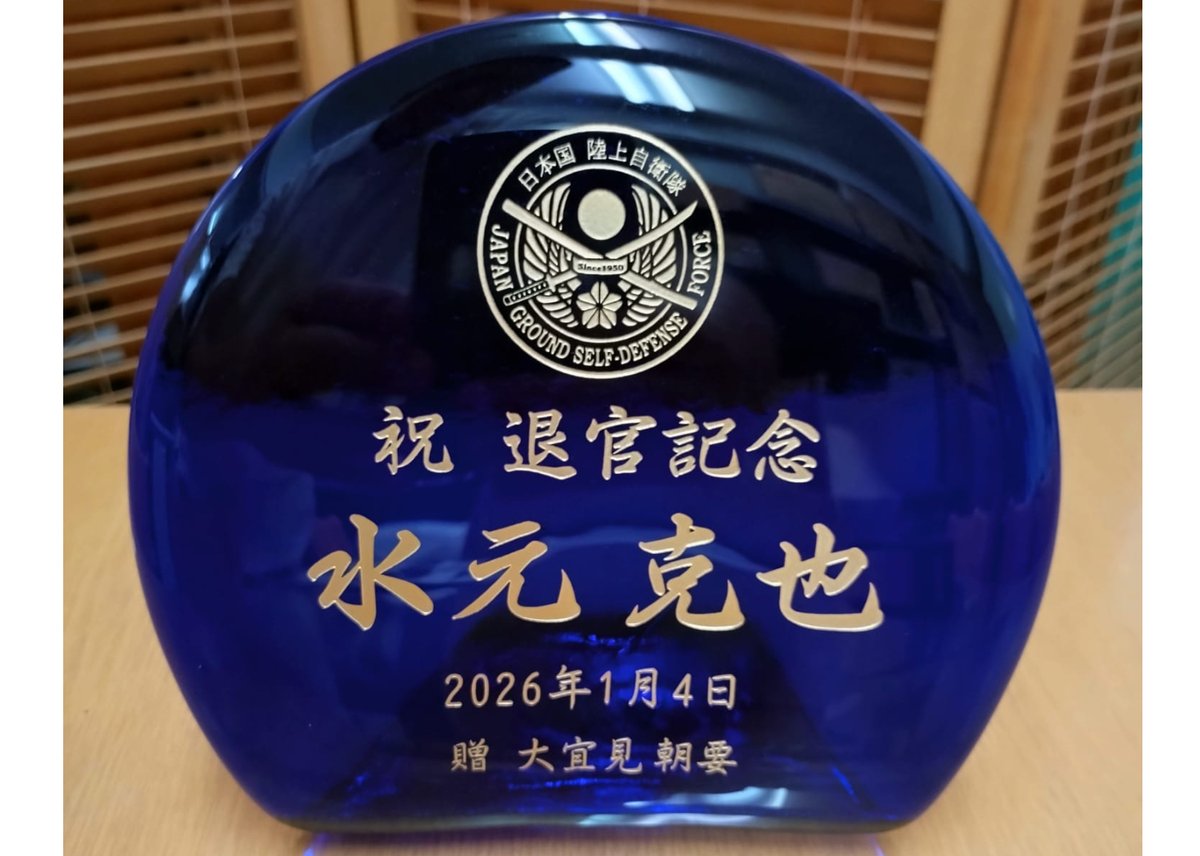 日本国 陸上自衛隊
JAPAN GROUND SELF-DEFENSE FORCE
Since1950
祝 退官記念
水元 克也
2026年1月4日
贈 大宜見 朝要